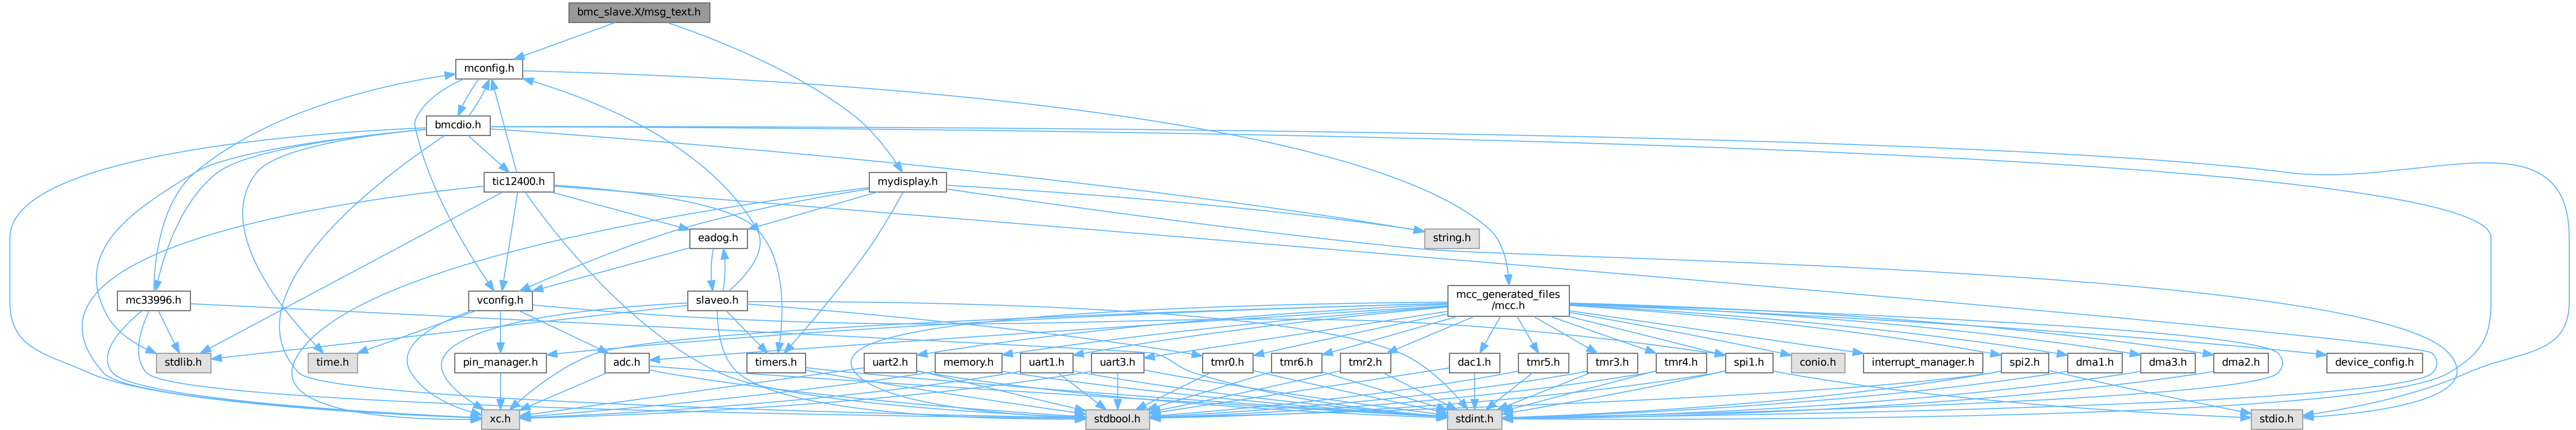 bmc_slave.X/msg_text.h
mconfig.h
bmcdio.h
tic12400.h
mydisplay.h
eadog.h
string.h
mc33996.h
vconfig.h
slaveo.h
mcc_generated_files
/mcc.h
stdlib.h
time.h
pin_manager.h
adc.h
timers.h
uart2.h
memory.h
uart1.h
uart3.h
tmr0.h
tmr6.h
tmr2.h
dac1.h
tmr5.h
tmr3.h
tmr4.h
spi1.h
conio.h
interrupt_manager.h
spi2.h
dma1.h
dma3.h
dma2.h
device_config.h
xc.h
stdbool.h
stdint.h
stdio.h